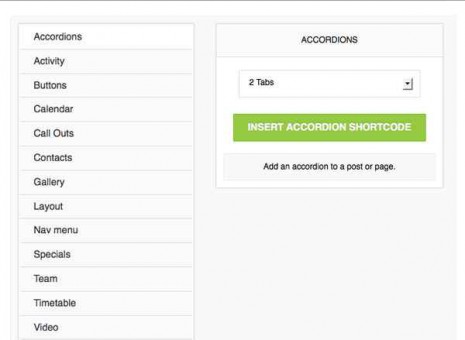 Accordions
Activity
Buttons
Calendar
Call Outs
Contacts
Gallery
Layout
Nav menu
Specials
Team
Timetable
Video
ACCORDIONS
2 Tabs
INSERT ACCORDION SHORTCODE
Add an accordion to a post or page.